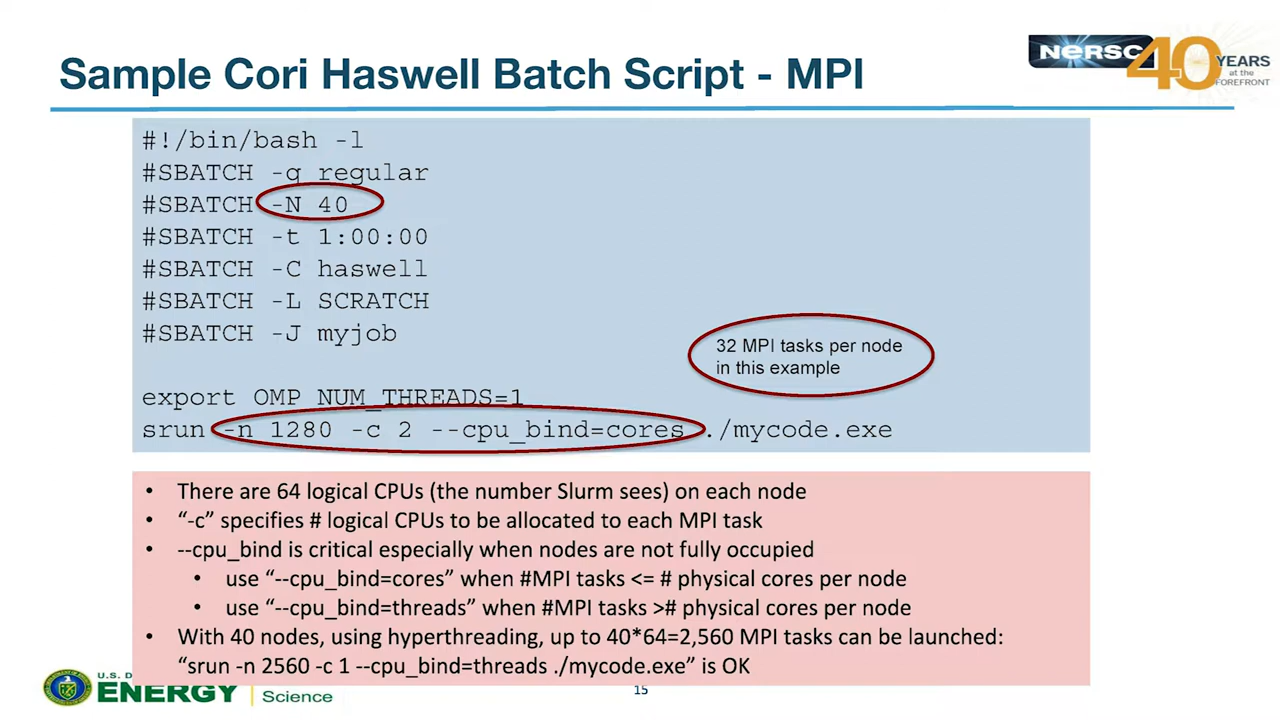 Sample Cori Haswell Batch Script - MPI
NERSC 40 YEARS at the FOREFRONT
#!/bin/bash -l
#SBATCH -q regular
#SBATCH -N 40
#SBATCH -t 1:00:00
#SBATCH -C haswell
#SBATCH -L SCRATCH
#SBATCH -J myjob
32 MPI tasks per node
in this example
export OMP_NUM_THREADS=1
srun -n 1280 -c 2 --cpu_bind=cores ./mycode.exe
• There are 64 logical CPUs (the number Slurm sees) on each node
• “-c” specifies # logical CPUs to be allocated to each MPI task
• --cpu_bind is critical especially when nodes are not fully occupied
• use “--cpu_bind=cores” when #MPI tasks <= # physical cores per node
• use “--cpu_bind=threads” when #MPI tasks ># physical cores per node
• With 40 nodes, using hyperthreading, up to 40*64=2,560 MPI tasks can be launched:
“srun -n 2560 -c 1 --cpu_bind=threads ./mycode.exe” is OK
U.S. D
ENERGY Science
15